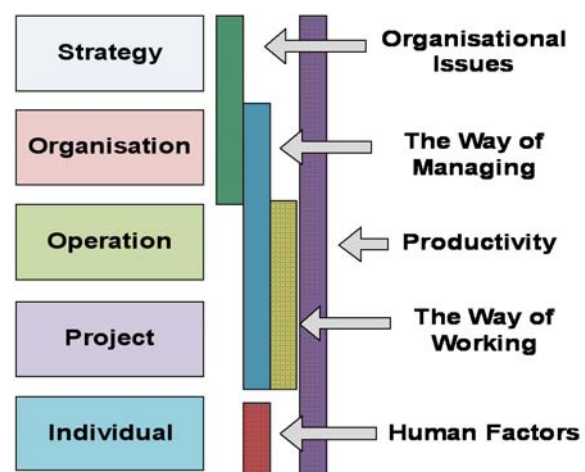 Strategy
Organisation
Operation
Project
Individual
Organisational
Issues
The Way of
Managing
Productivity
The Way of
Working
Human Factors